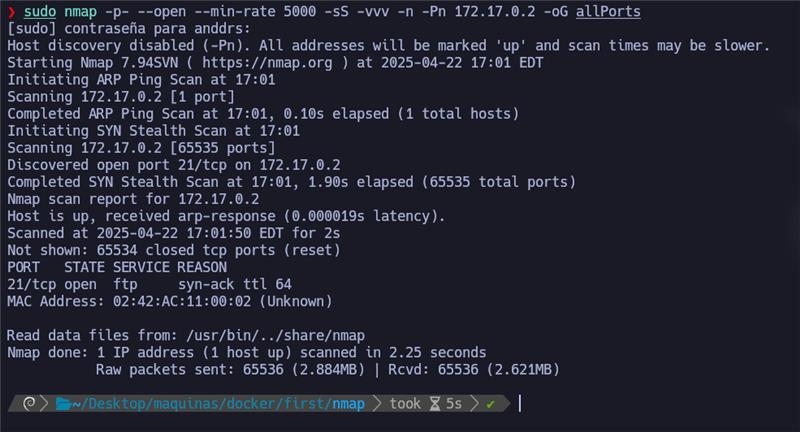 ❯ sudo nmap -p- --open --min-rate 5000 -sS -vvv -n -Pn 172.17.0.2 -oG allPorts
[sudo] contraseña para anddrs:
Host discovery disabled (-Pn). All addresses will be marked 'up' and scan times may be slower.
Starting Nmap 7.94SVN ( https://nmap.org ) at 2025-04-22 17:01 EDT
Initiating ARP Ping Scan at 17:01
Scanning 172.17.0.2 [1 port]
Completed ARP Ping Scan at 17:01, 0.10s elapsed (1 total hosts)
Initiating SYN Stealth Scan at 17:01
Scanning 172.17.0.2 [65535 ports]
Discovered open port 21/tcp on 172.17.0.2
Completed SYN Stealth Scan at 17:01, 1.90s elapsed (65535 total ports)
Nmap scan report for 172.17.0.2
Host is up, received arp-response (0.000019s latency).
Scanned at 2025-04-22 17:01:50 EDT for 2s
Not shown: 65534 closed tcp ports (reset)
PORT   STATE SERVICE REASON
21/tcp open  ftp     syn-ack ttl 64
MAC Address: 02:42:AC:11:00:02 (Unknown)
Read data files from: /usr/bin/../share/nmap
Nmap done: 1 IP address (1 host up) scanned in 2.25 seconds
Raw packets sent: 65536 (2.884MB) | Rcvd: 65536 (2.621MB)
~/Desktop/maquinas/docker/first/nmap took 5s ✔